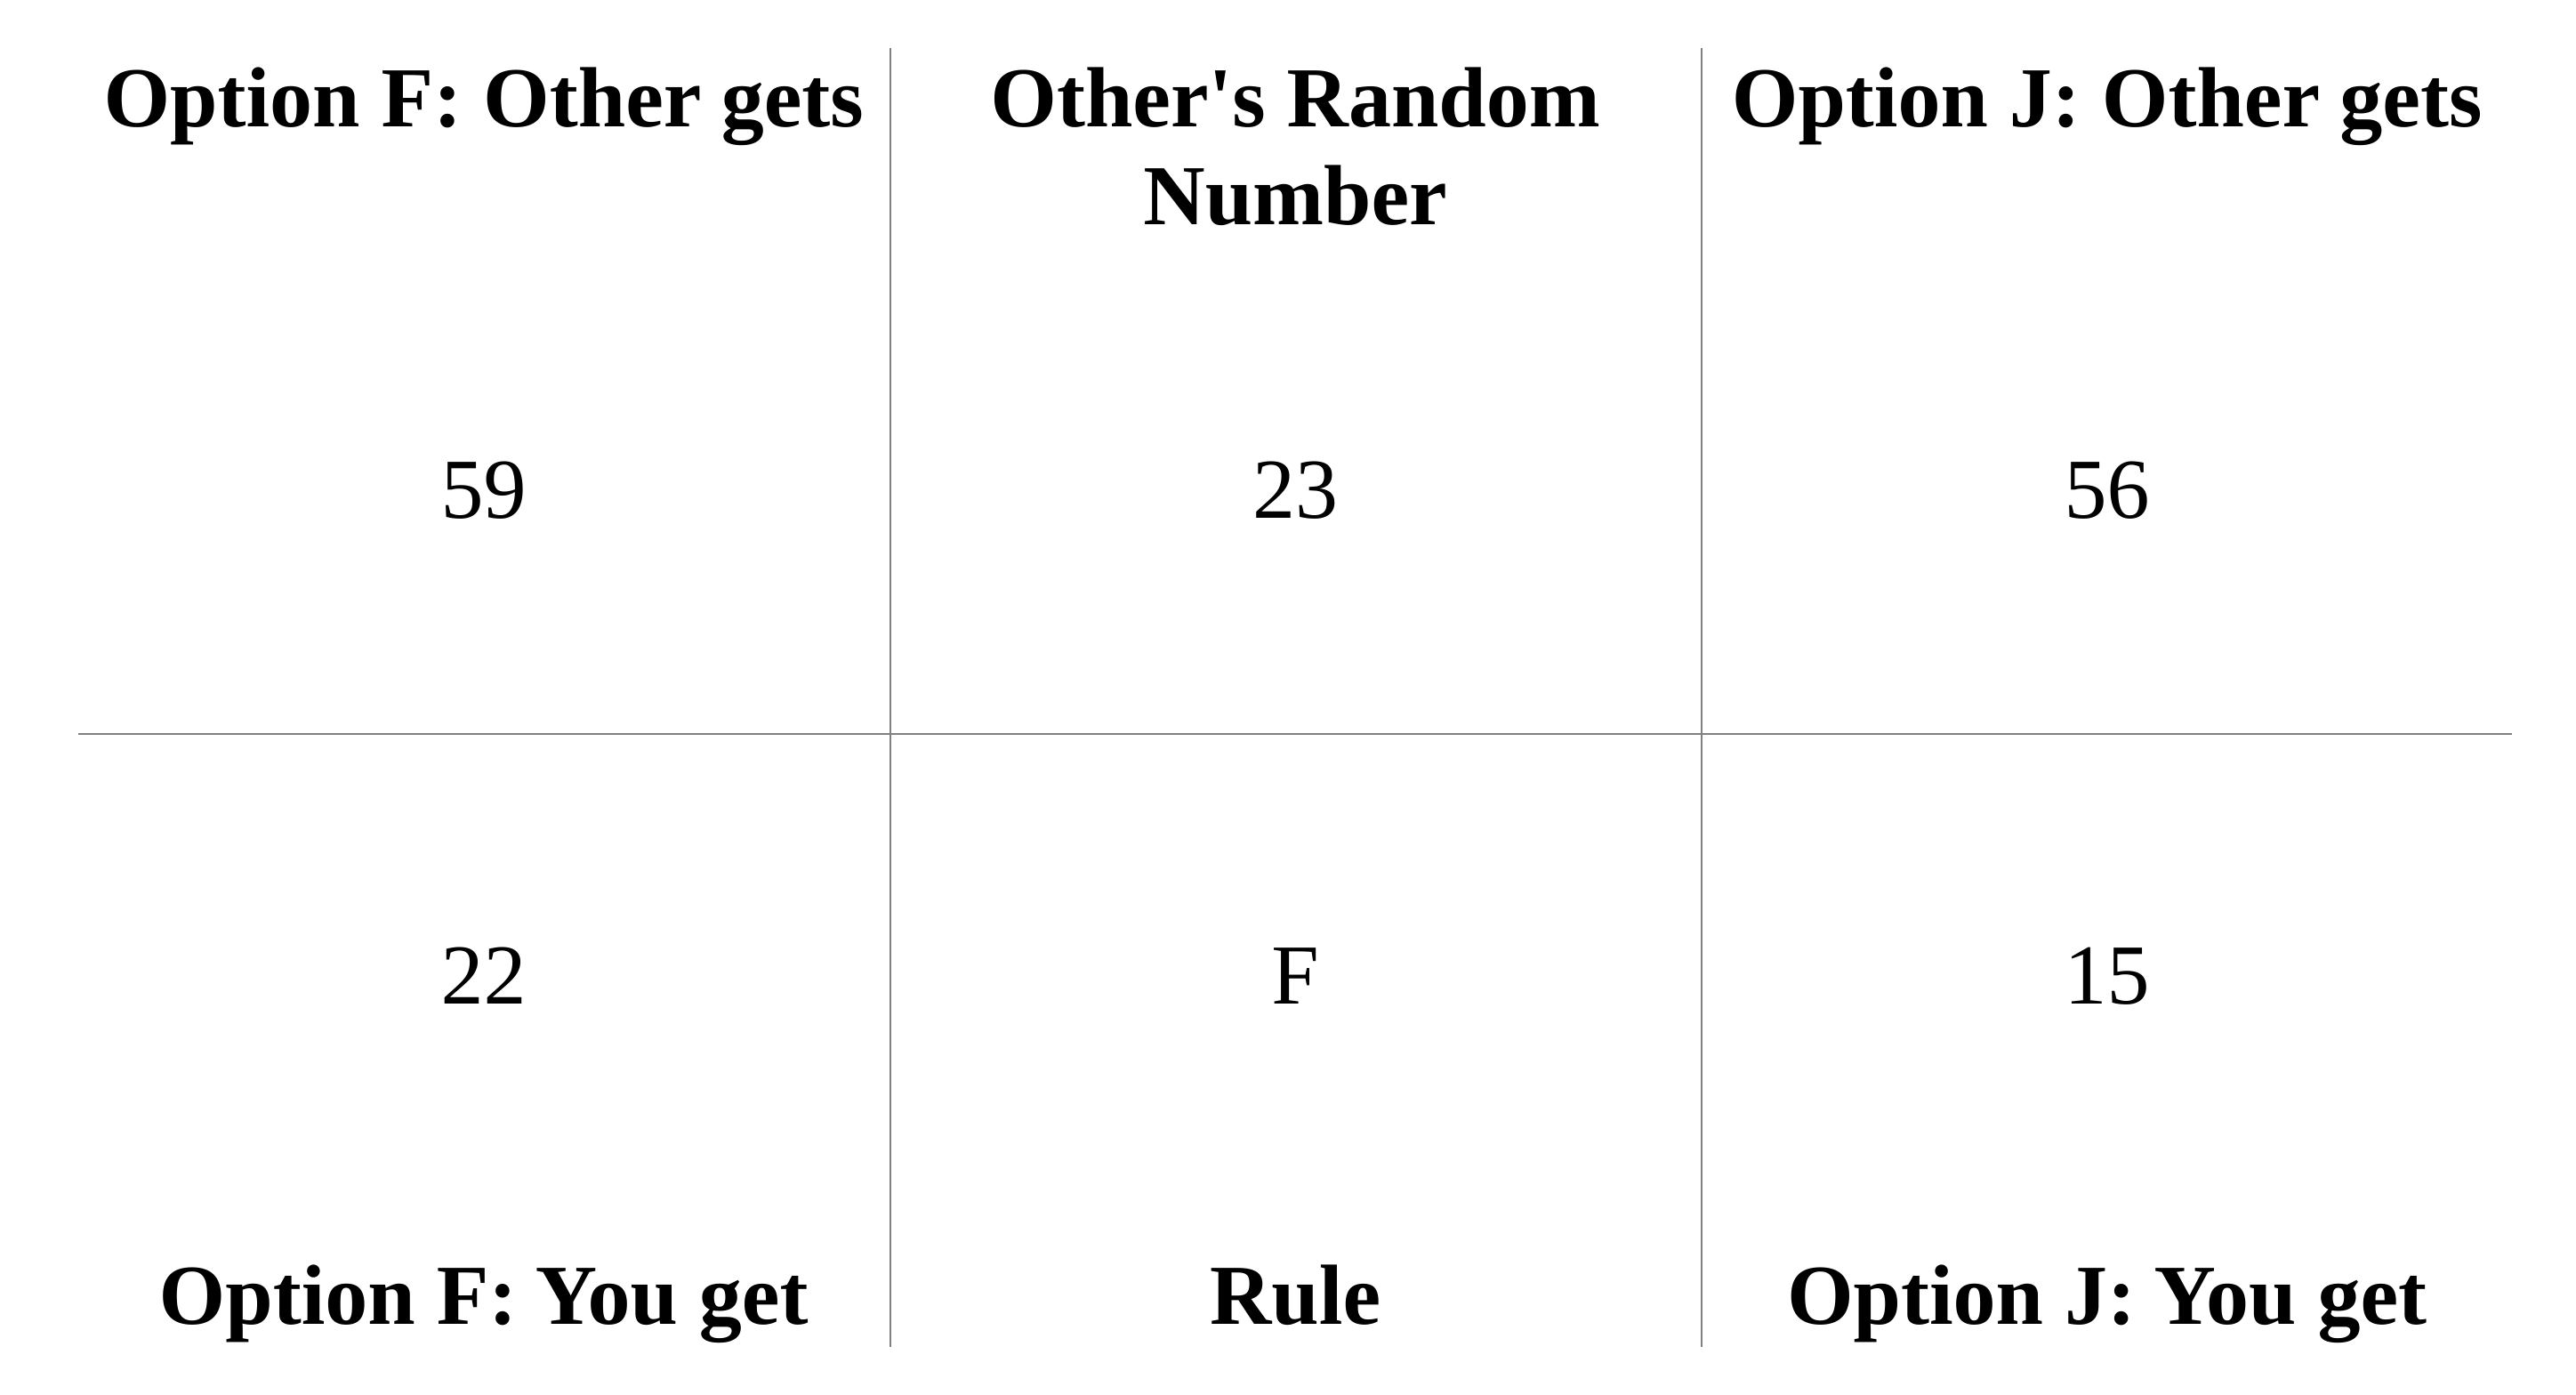 Option F: Other gets
Other's Random
Number
Option J: Other gets
59
23
56
22
F
15
Option F: You get
Rule
Option J: You get